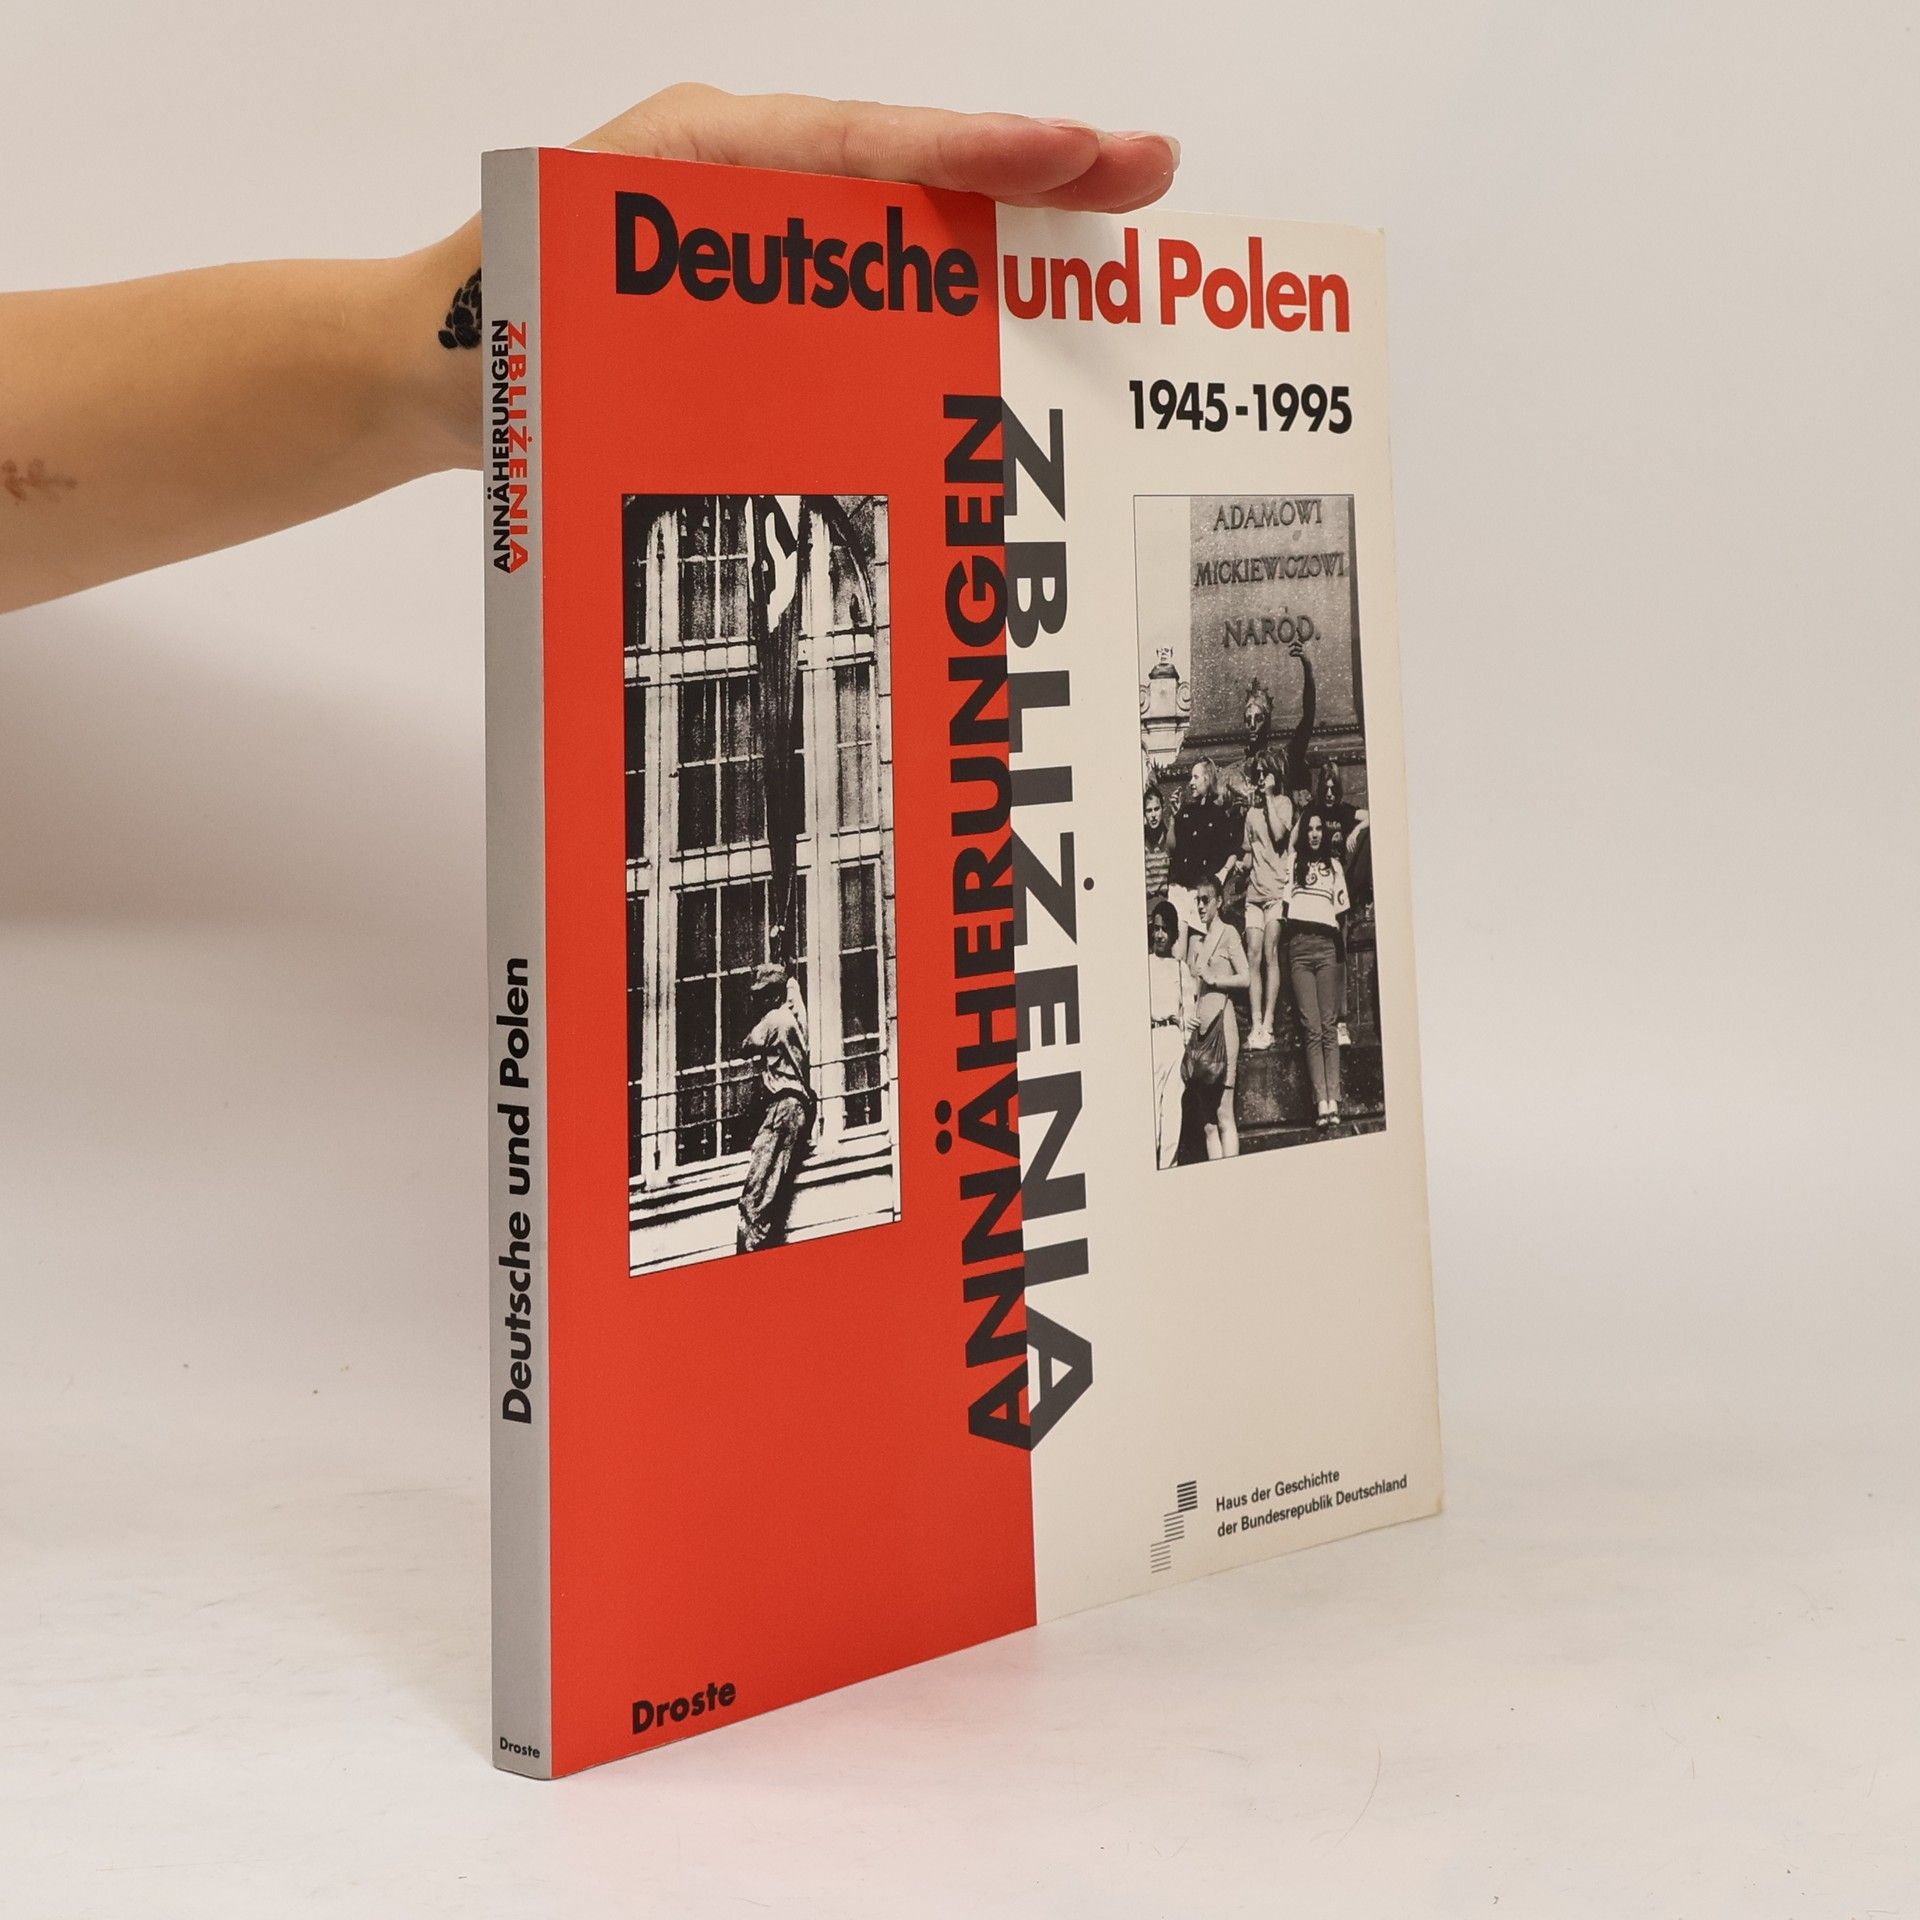 Deutsche und Polen
1945-1995
ANNÄHERUNGEN
ZBLIŻENIA
ADAMOWI
MICKIEWICZOWI
NARÓD.
Haus der Geschichte
der Bundesrepublik Deutschland
Droste
ANNÄHERUNGEN
ZBLIŻENIA
Deutsche und Polen
Droste